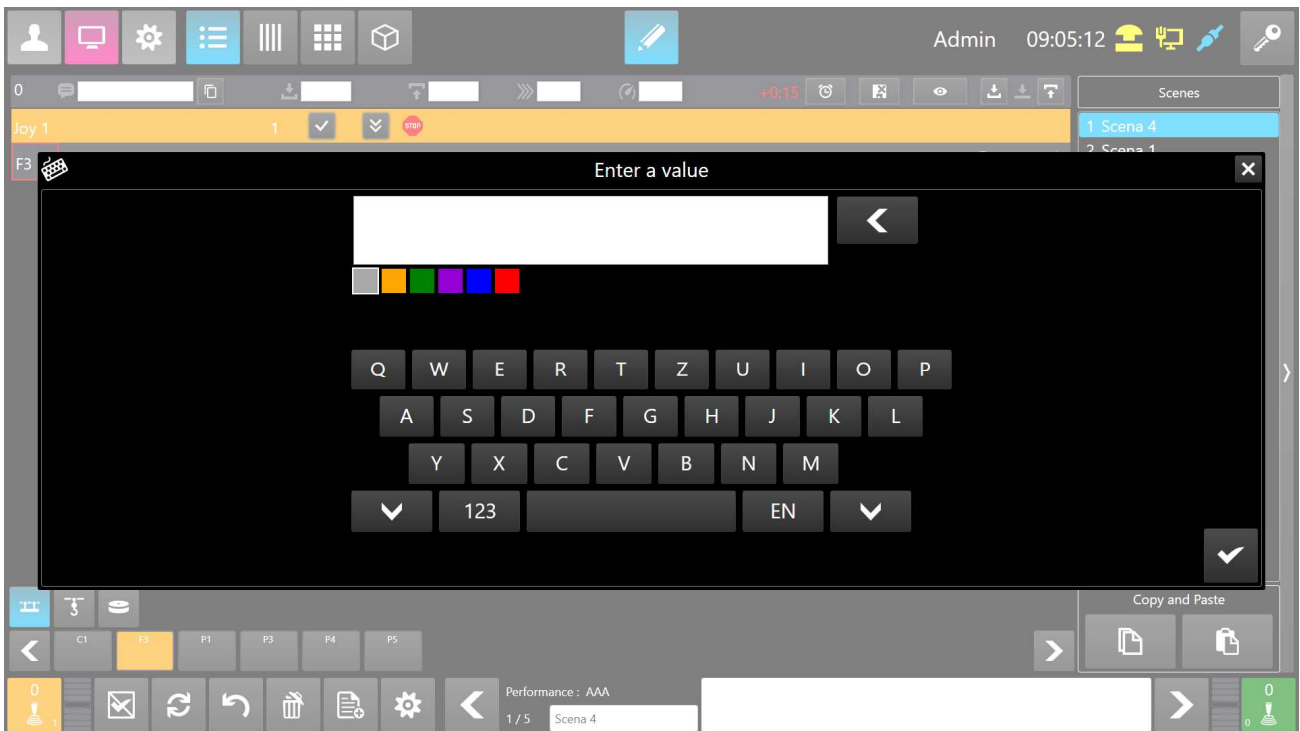 Admin 09:05:12
0 +0:15 Scenes
Joy 1 1 STOP 1 Scena 4
2 Scena 1
F3 Enter a value
Q W E R T Z U I O P
A S D F G H J K L
Y X C V B N M
123 EN
Copy and Paste
C1 F3 P1 P3 P4 P5
0 Performance : AAA 0
1 1 / 5 Scena 4 0